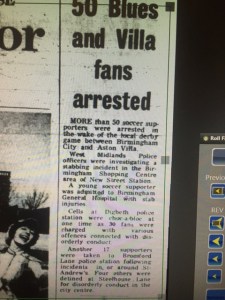 50 Blues
and Villa
fans
arrested
or
MORE than 50 soccer sup-
porters were arrested in
the wake of the local derby
game between Birmingham
City and Aston Villa.
West Midlands Police
officers were investigating a
stabbing incident in the Bir-
mingham Shopping Centre
area of New Street Station.
A young soccer supporter
was admitted to Birmingham
General Hospital with stab
injuries.
Cells at Digbeth police
station were
one time as 36 fans were
charged with various
offences connected with dis-
orderly conduct.
Another 17 supporters
were taken to Bromford
Lane police station following
incidents in, or around St.
Andrew's. Four others were
detained at Steelhouse Lane
for disorderly conduct in
the city centre.
Roll F
Previo
REV